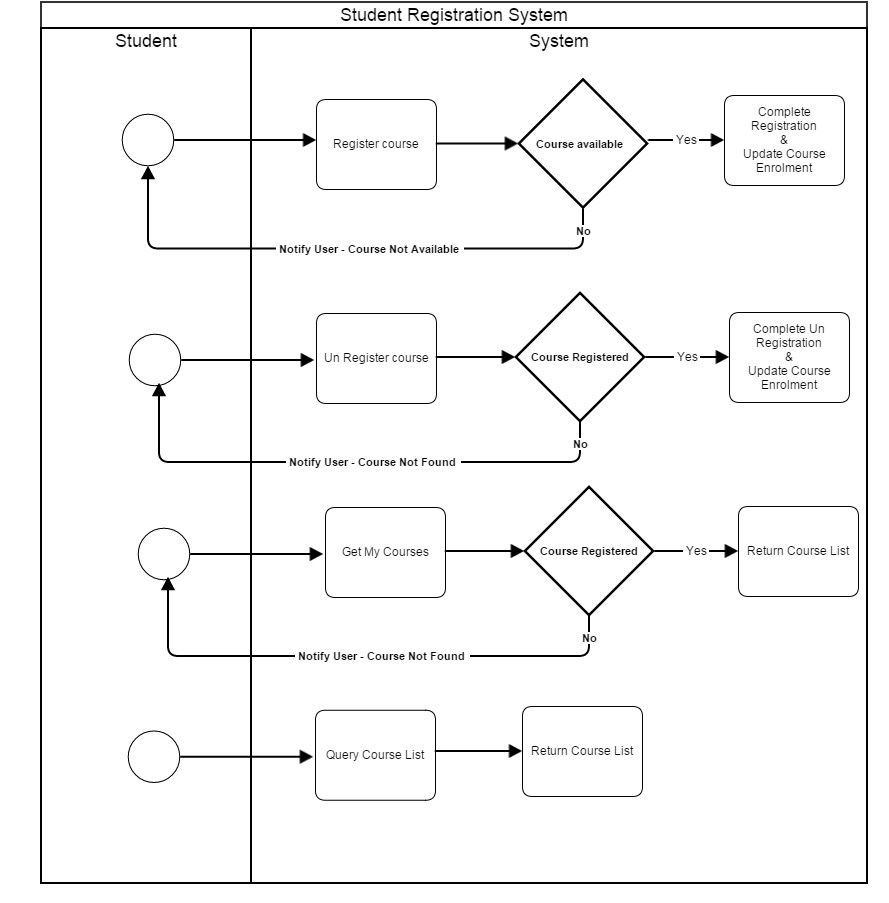 Student Registration System
Student
System
Register course
Course available
Yes
Complete
Registration
&
Update Course
Enrolment
No
Notify User - Course Not Available
Un Register course
Course Registered
Yes
Complete Un
Registration
&
Update Course
Enrolment
No
Notify User - Course Not Found
Get My Courses
Course Registered
Yes
Return Course List
No
Notify User - Course Not Found
Query Course List
Return Course List